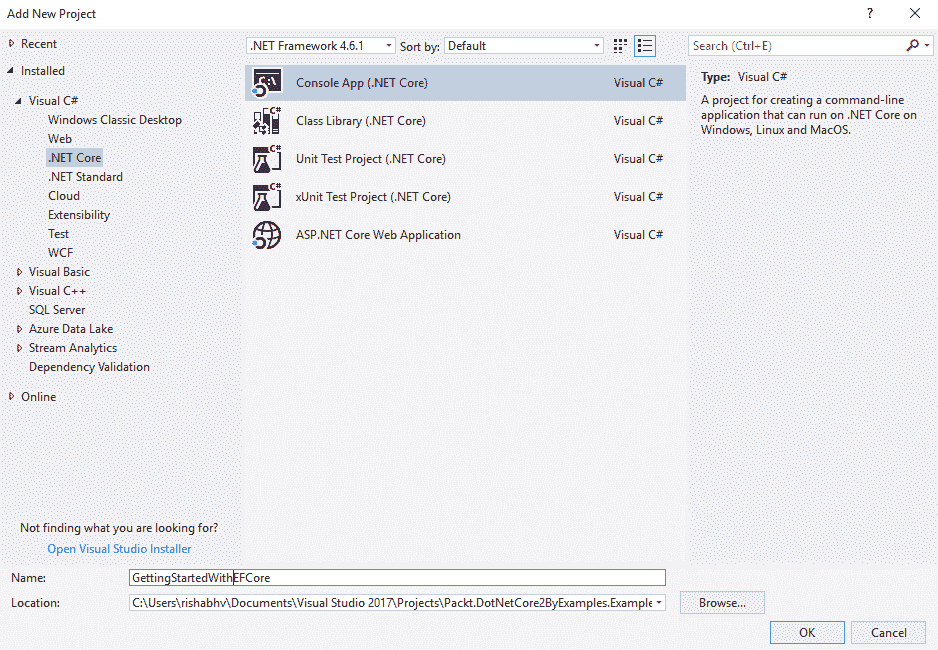 Add New Project
?
Recent
Installed
Visual C#
Windows Classic Desktop
Web
.NET Core
.NET Standard
Cloud
Extensibility
Test
WCF
Visual Basic
Visual C++
SQL Server
Azure Data Lake
Stream Analytics
Dependency Validation
Online
Not finding what you are looking for?
Open Visual Studio Installer
.NET Framework 4.6.1 Sort by: Default
Console App (.NET Core) Visual C#
Class Library (.NET Core) Visual C#
Unit Test Project (.NET Core) Visual C#
xUnit Test Project (.NET Core) Visual C#
ASP.NET Core Web Application Visual C#
Search (Ctrl+E)
Type: Visual C#
A project for creating a command-line
application that can run on .NET Core on
Windows, Linux and MacOS.
Name: GettingStartedWithEFCore
Location: C:\Users\rishabhv\Documents\Visual Studio 2017\Projects\Packt.DotNetCore2ByExamples.Example
Browse...
OK Cancel